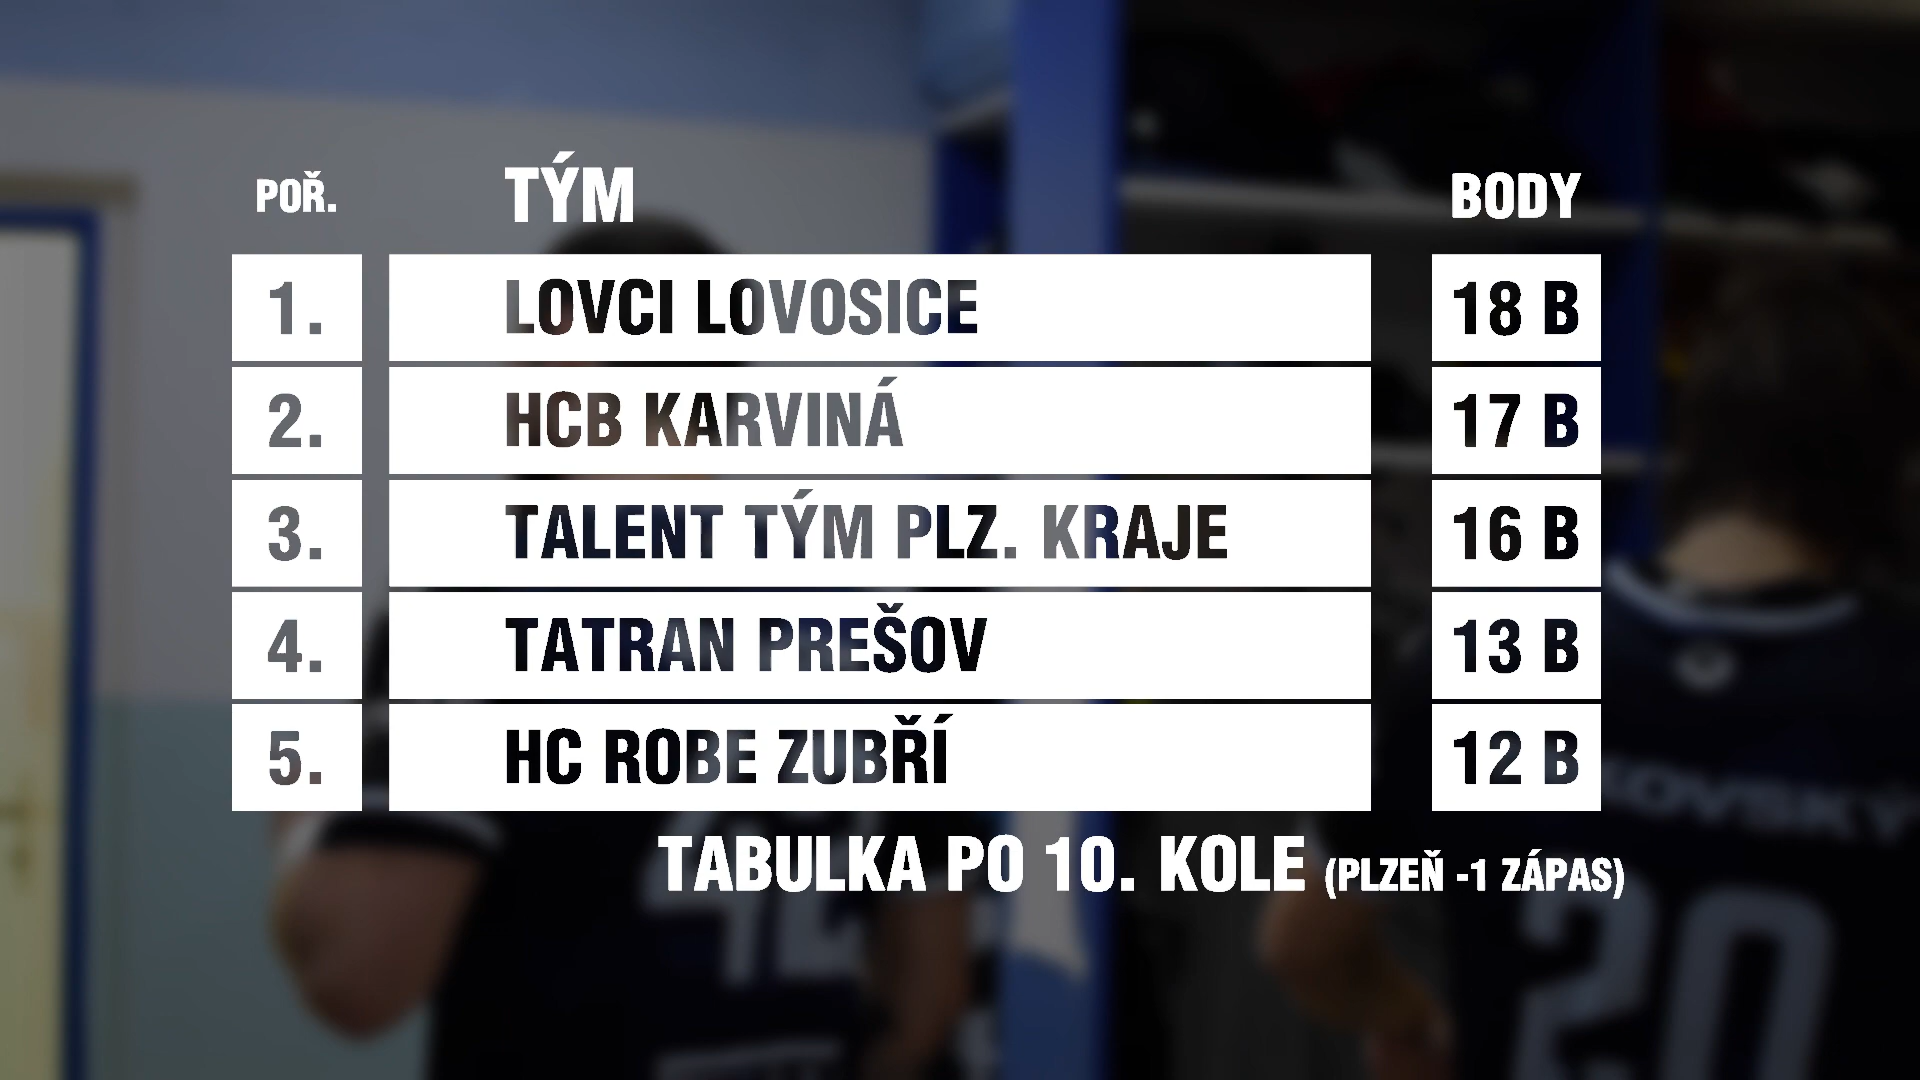 POŘ. TÝM BODY
1. LOVCI LOVOSICE 18 B
2. HCB KARVINÁ 17 B
3. TALENT TÝM PLZ. KRAJE 16 B
4. TATRAN PREŠOV 13 B
5. HC ROBE ZUBŘÍ 12 B
TABULKA PO 10. KOLE (PLZEŇ -1 ZÁPAS)
20